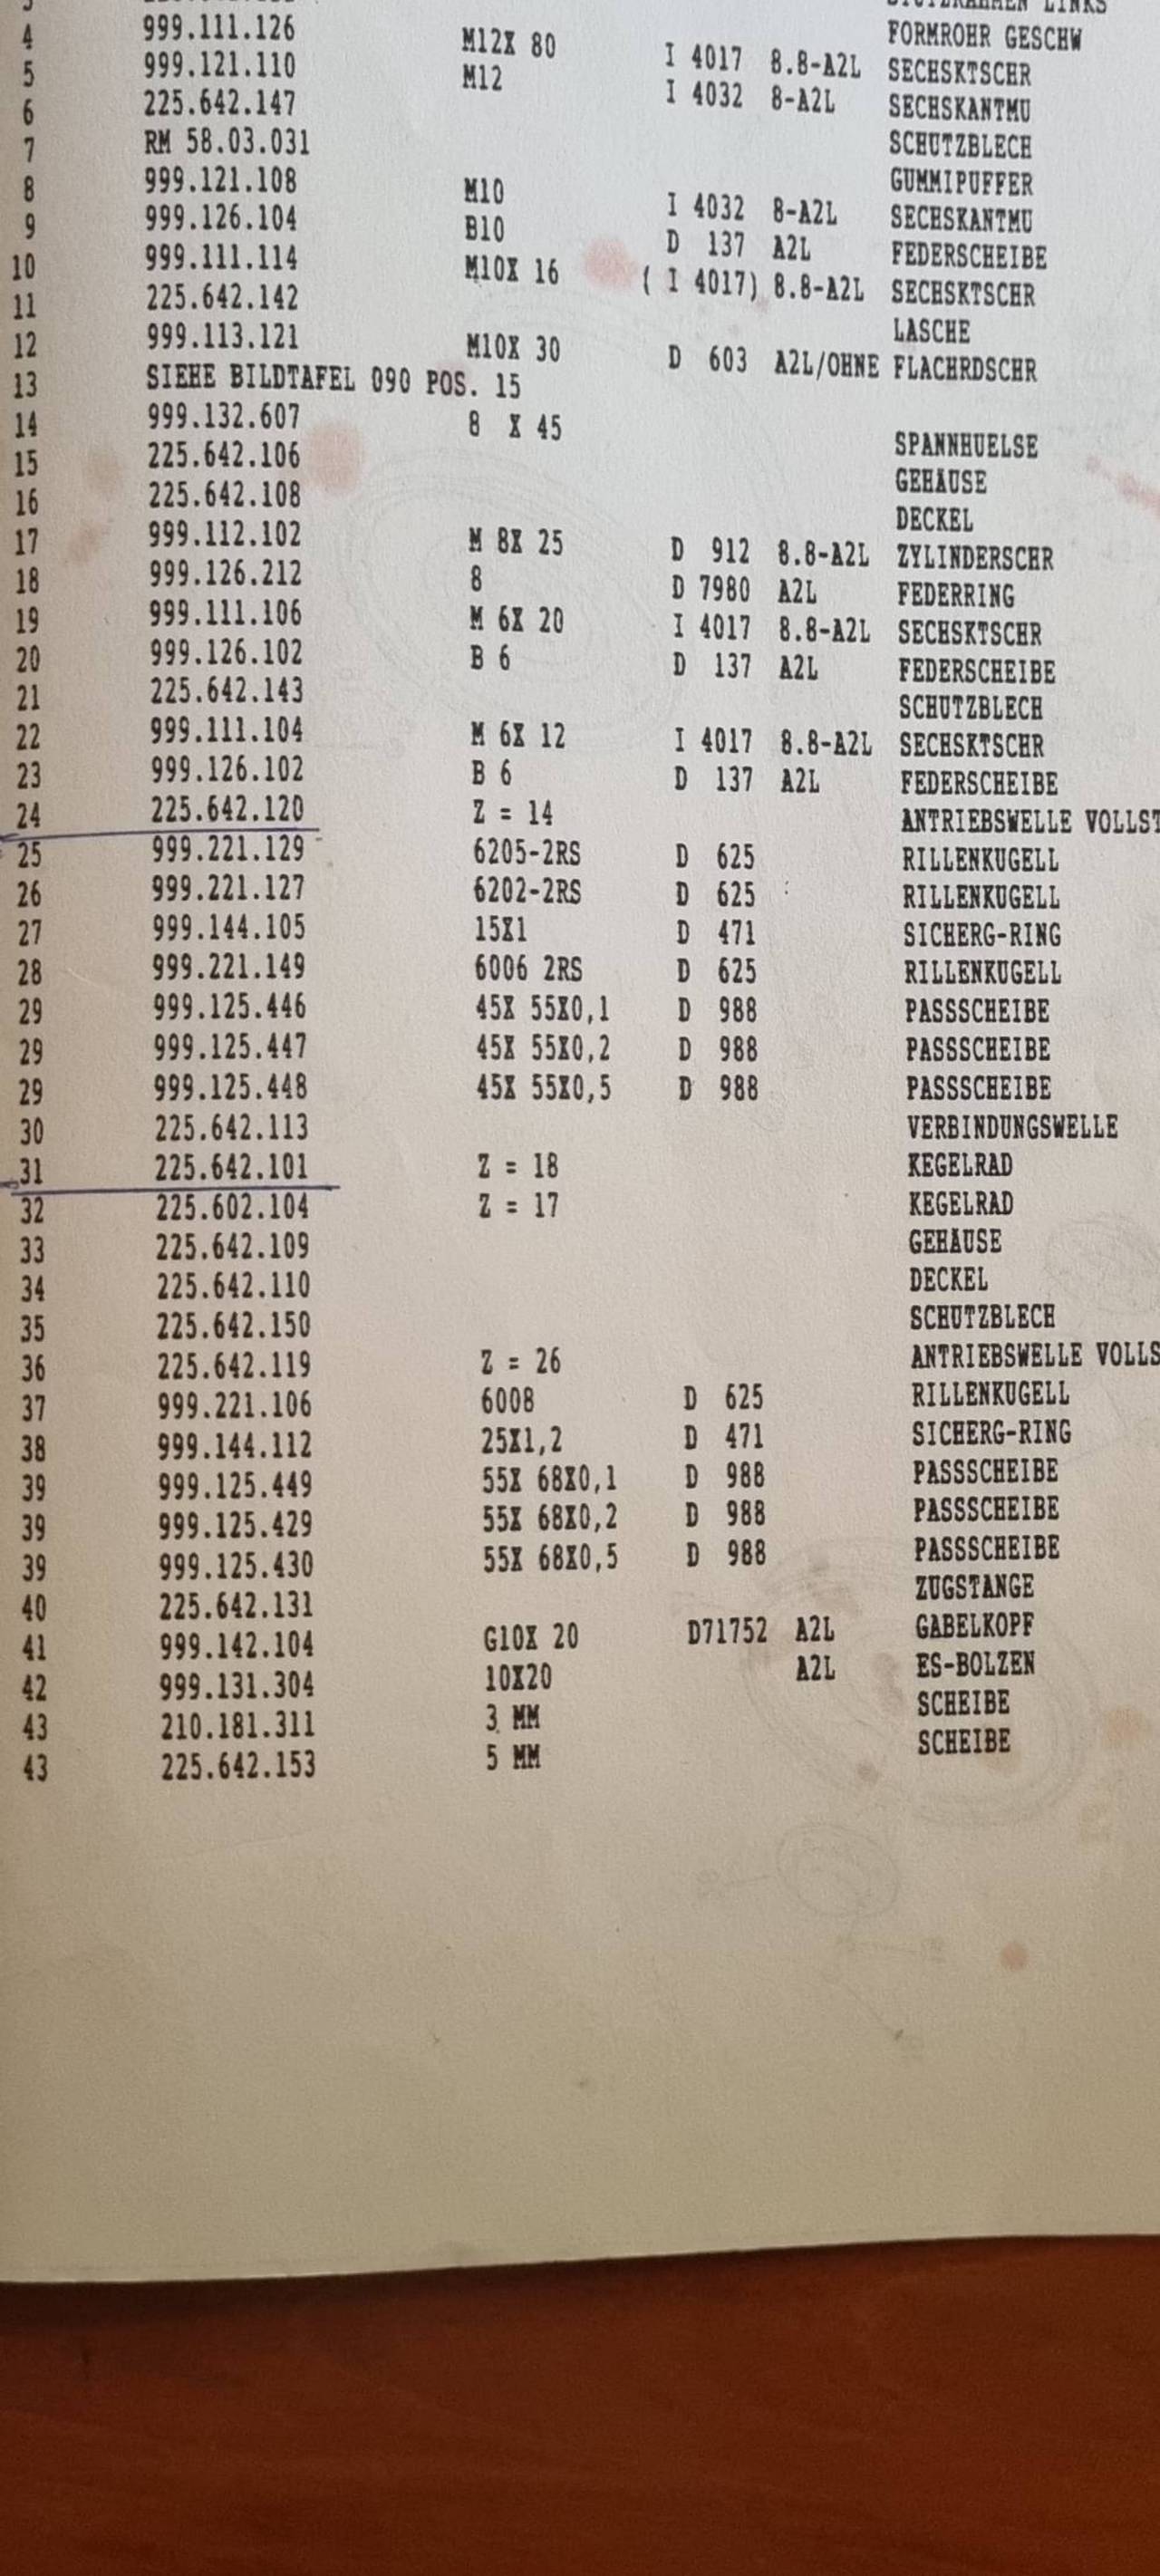 LINKS
FORMROHR GESCHW
4 999.111.126 M12X 80 I 4017 8.8-A2L SECHSKTSCHR
5 999.121.110 M12 I 4032 8-A2L SECHSKANTMU
6 225.642.147 SCHUTZBLECH
7 RM 58.03.031 GUMMIPUFFER
8 999.121.108 M10 I 4032 8-A2L SECHSKANTMU
9 999.126.104 B10 D 137 A2L FEDERSCHEIBE
10 999.111.114 M10X 16 ( I 4017) 8.8-A2L SECHSKTSCHR
11 225.642.142 LASCHE
12 999.113.121 M10X 30 D 603 A2L/OHNE FLACHRDSCHR
13 SIEHE BILDTAFEL 090 POS. 15
14 999.132.607 8 X 45 SPANNHUELSE
15 225.642.106 GEHAUSE
16 225.642.108 DECKEL
17 999.112.102 M 8X 25 D 912 8.8-A2L ZYLINDERSCHR
18 999.126.212 8 D 7980 A2L FEDERRING
19 999.111.106 M 6X 20 I 4017 8.8-A2L SECHSKTSCHR
20 999.126.102 B 6 D 137 A2L FEDERSCHEIBE
21 225.642.143 SCHUTZBLECH
22 999.111.104 M 6X 12 I 4017 8.8-A2L SECHSKTSCHR
23 999.126.102 B 6 D 137 A2L FEDERSCHEIBE
24 225.642.120 Z = 14 ANTRIEBSWELLE VOLLST
25 999.221.129 6205-2RS D 625 RILLENKUGELL
26 999.221.127 6202-2RS D 625 RILLENKUGELL
27 999.144.105 15X1 D 471 SICHERG-RING
28 999.221.149 6006 2RS D 625 RILLENKUGELL
29 999.125.446 45X 55X0,1 D 988 PASSSCHEIBE
29 999.125.447 45X 55X0,2 D 988 PASSSCHEIBE
29 999.125.448 45X 55X0,5 D 988 PASSSCHEIBE
30 225.642.113 VERBINDUNGSWELLE
31 225.642.101 Z = 18 KEGELRAD
32 225.602.104 Z = 17 KEGELRAD
33 225.642.109 GEHAUSE
34 225.642.110 DECKEL
35 225.642.150 SCHUTZBLECH
36 225.642.119 Z = 26 ANTRIEBSWELLE VOLLS
37 999.221.106 6008 D 625 RILLENKUGELL
38 999.144.112 25X1,2 D 471 SICHERG-RING
39 999.125.449 55X 68X0,1 D 988 PASSSCHEIBE
39 999.125.429 55X 68X0,2 D 988 PASSSCHEIBE
39 999.125.430 55X 68X0,5 D 988 PASSSCHEIBE
40 225.642.131 ZUGSTANGE
41 999.142.104 G10X 20 D71752 A2L GABELKOPF
42 999.131.304 10X20 A2L ES-BOLZEN
43 210.181.311 3 MM SCHEIBE
43 225.642.153 5 MM SCHEIBE